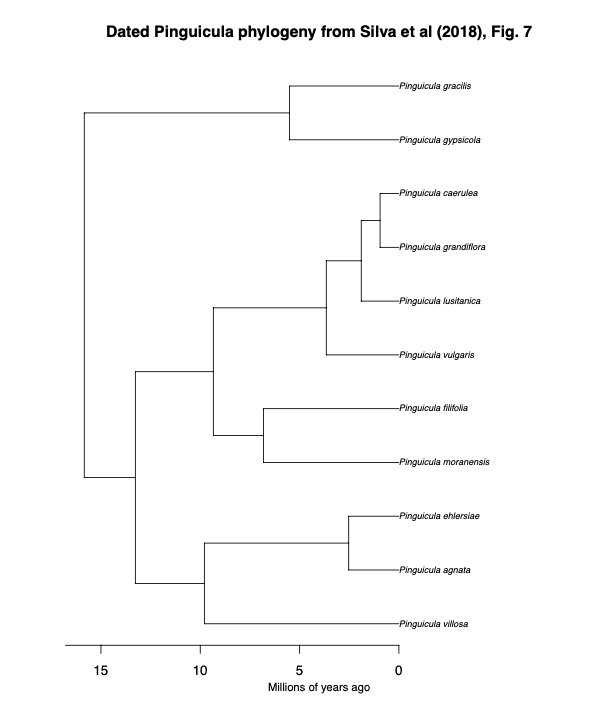 Dated Pinguicula phylogeny from Silva et al (2018), Fig. 7
Pinguicula gracilis
Pinguicula gypsicola
Pinguicula caerulea
Pinguicula grandiflora
Pinguicula lusitanica
Pinguicula vulgaris
Pinguicula filifolia
Pinguicula moranensis
Pinguicula ehlersiae
Pinguicula agnata
Pinguicula villosa
15 10 5 0
Millions of years ago